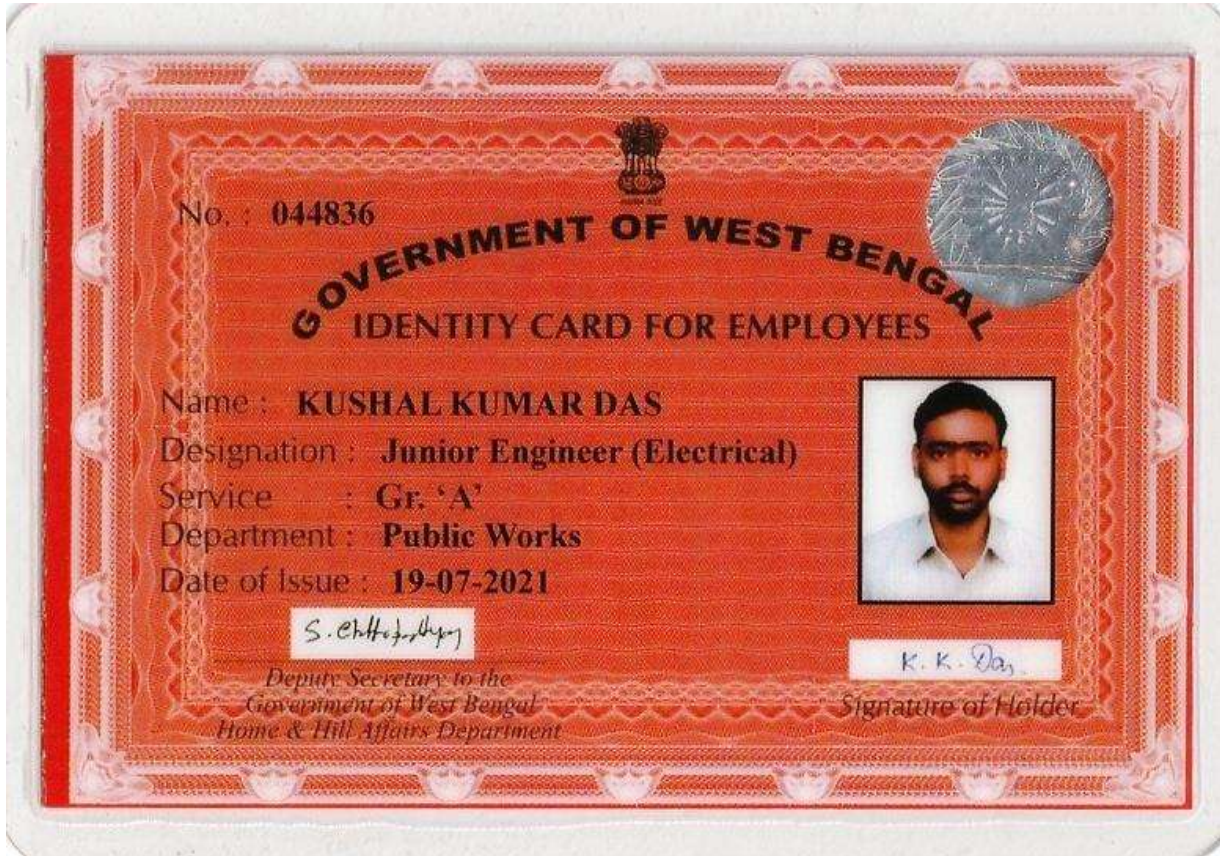 No. : 044836
GOVERNMENT OF WEST BENGAL
IDENTITY CARD FOR EMPLOYEES
Name : KUSHAL KUMAR DAS
Designation : Junior Engineer (Electrical)
Service : Gr. ‘A’
Department : Public Works
Date of Issue : 19-07-2021
S.
Deputy Secretary to the
Government of West Bengal
Home & Hill Affairs Department
K. K. Das.
Signature of Holder